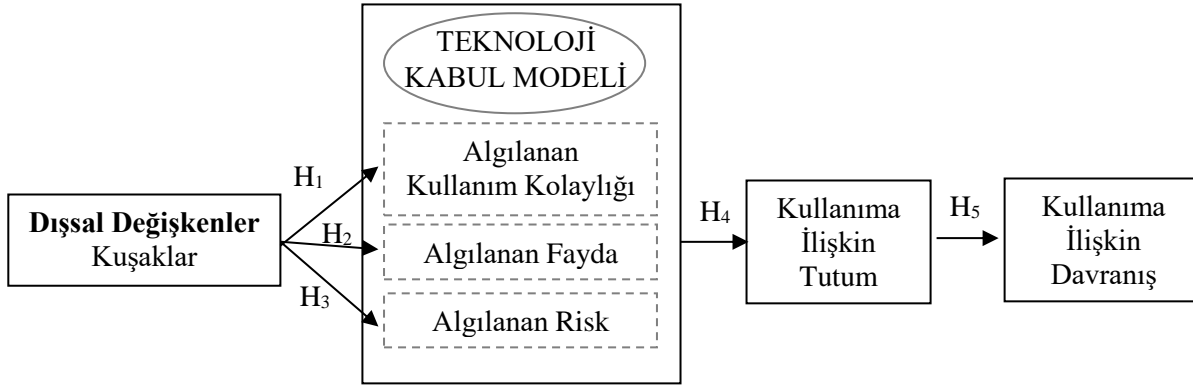 TEKNOLOJİ
KABUL MODELİ
Algılanan
Kullanım Kolaylığı
Algılanan Fayda
Algılanan Risk
Dışsal Değişkenler
Kuşaklar
H₁
H₂
H₃
H₄
Kullanıma
İlişkin
Tutum
H₅
Kullanıma
İlişkin
Davranış